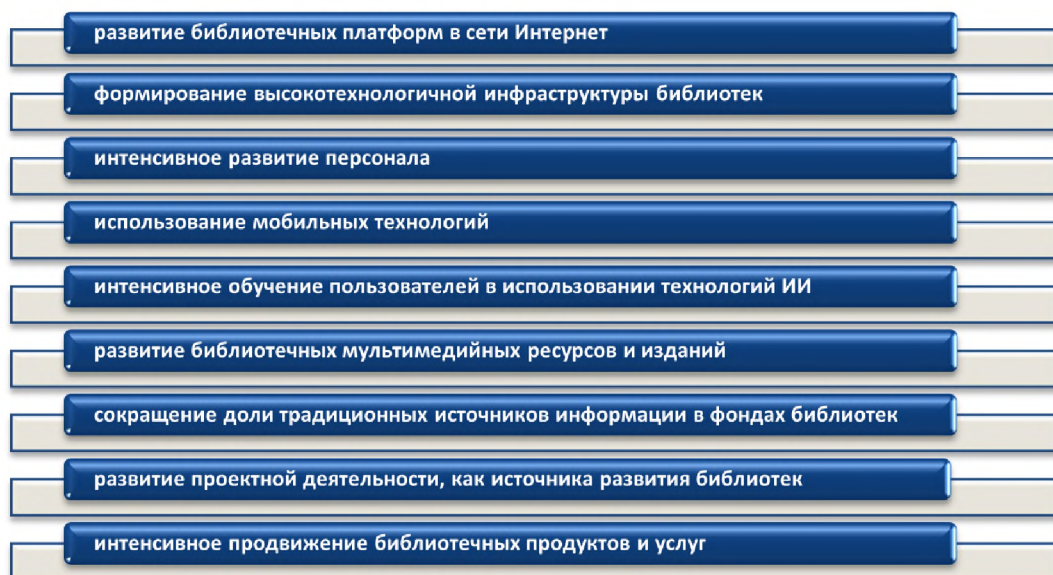 развитие библиотечных платформ в сети Интернет
формирование высокотехнологичной инфраструктуры библиотек
интенсивное развитие персонала
использование мобильных технологий
интенсивное обучение пользователей в использовании технологий ИИ
развитие библиотечных мультимедийных ресурсов и изданий
сокращение доли традиционных источников информации в фондах библиотек
развитие проектной деятельности, как источника развития библиотек
интенсивное продвижение библиотечных продуктов и услуг